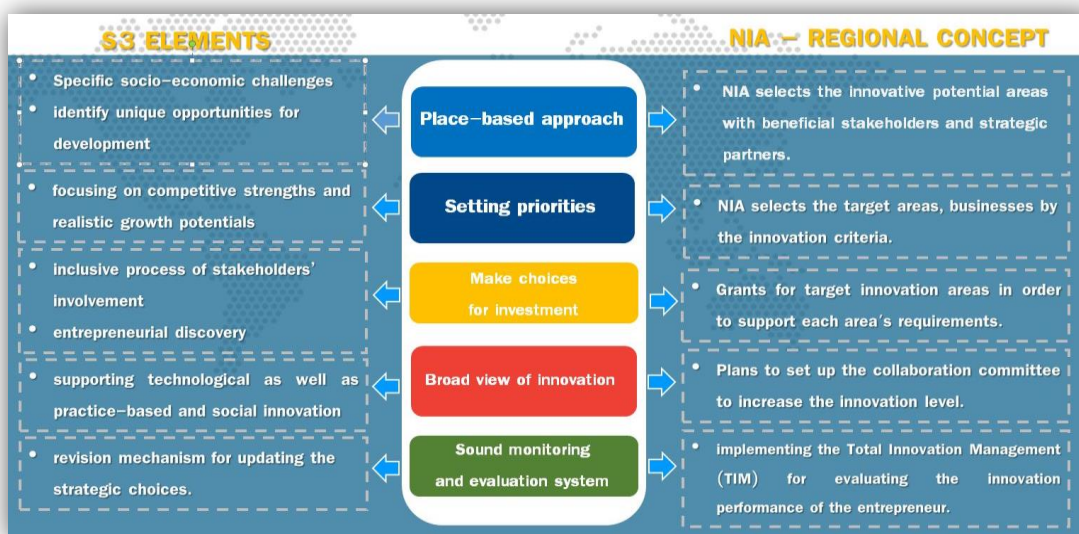 S3 ELEMENTS
NIA – REGIONAL CONCEPT
• Specific socio-economic challenges
• identify unique opportunities for
development
Place-based approach
• NIA selects the innovative potential areas
with beneficial stakeholders and strategic
partners.
• focusing on competitive strengths and
realistic growth potentials
Setting priorities
• NIA selects the target areas, businesses by
the innovation criteria.
• inclusive process of stakeholders'
involvement
• entrepreneurial discovery
Make choices
for investment
• Grants for target innovation areas in order
to support each area's requirements.
• supporting technological as well as
practice-based and social innovation
Broad view of innovation
• Plans to set up the collaboration committee
to increase the innovation level.
• revision mechanism for updating the
strategic choices.
Sound monitoring
and evaluation system
• implementing the Total Innovation Management
(TIM) for evaluating the innovation
performance of the entrepreneur.